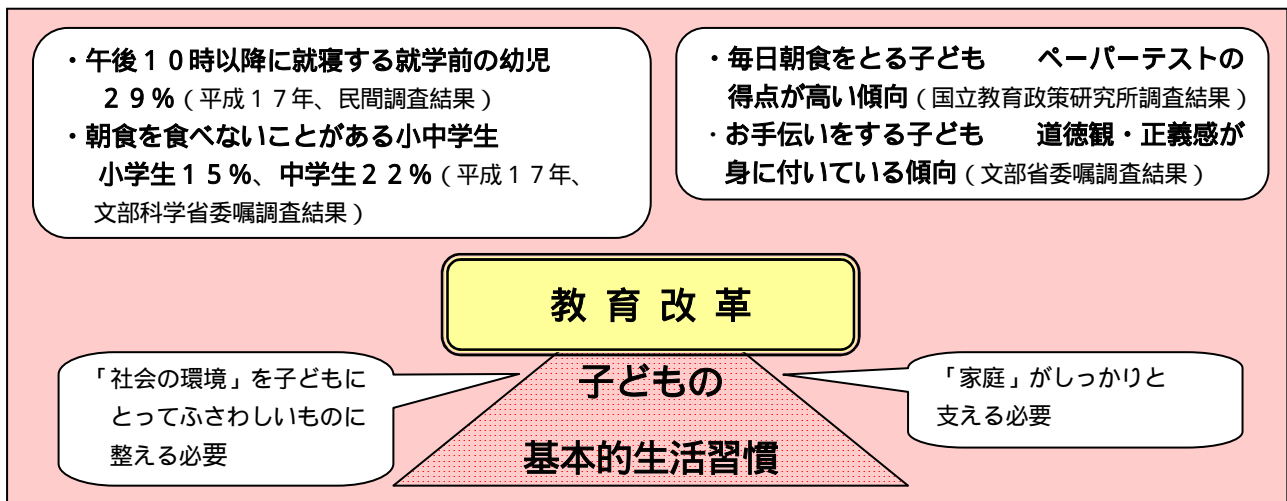 ・午後１０時以降に就寝する就学前の幼児
２９％（平成１７年、民間調査結果）
・朝食を食べないことがある小中学生
小学生１５％、中学生２２％（平成１７年、
文部科学省委嘱調査結果）
・毎日朝食をとる子ども　　ペーパーテストの
得点が高い傾向（国立教育政策研究所調査結果）
・お手伝いをする子ども　　道徳観・正義感が
身に付いている傾向（文部省委嘱調査結果）
教 育 改 革
「社会の環境」を子どもに
とってふさわしいものに
整える必要
子どもの
基本的生活習慣
「家庭」がしっかりと
支える必要